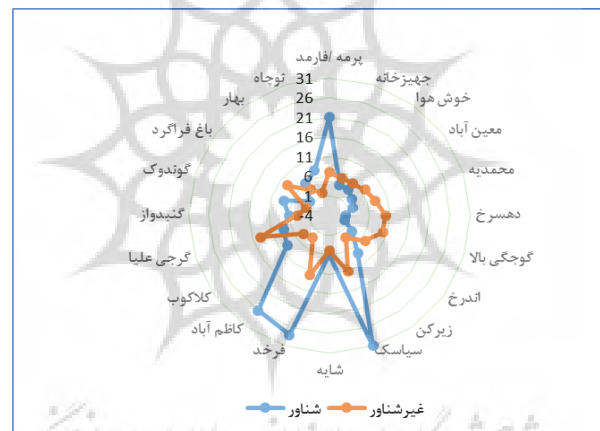 پرمه /فارمد
جهیزخانه
خوش هوا
معین آباد
محمدیه
دهسرخ
گوجگی بالا
اندرخ
زیرکن
سیاسک
شایه
فرخد
کاظم آباد
کلاکوب
گرجی علیا
گنبدواز
گوندوک
باغ فراگرد
بهار
توچاه
31
26
21
16
11
6
1
-4
شناور
غیرشناور